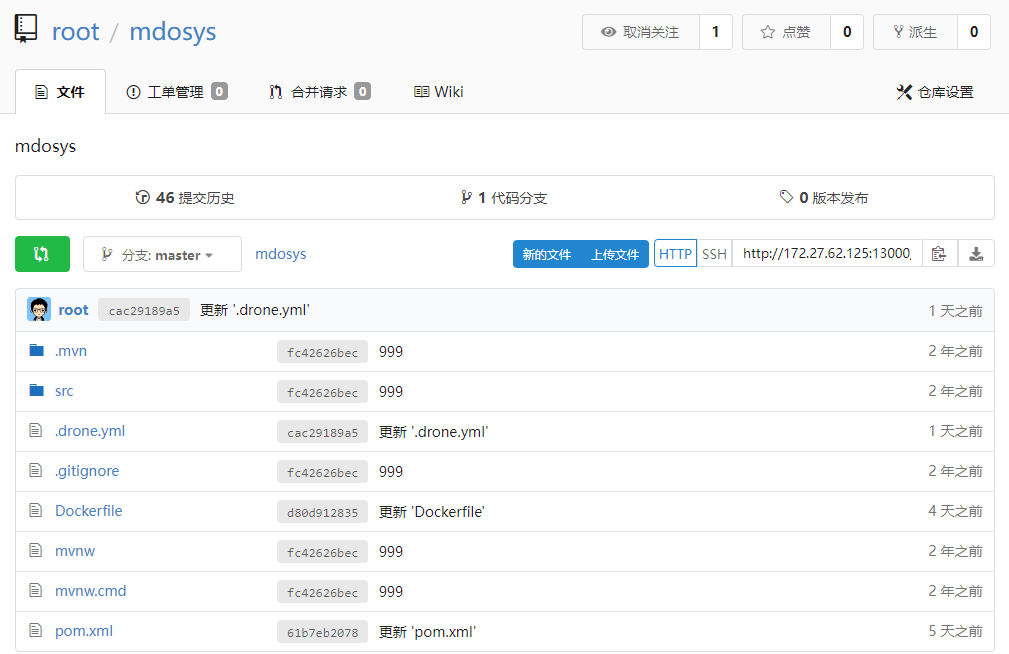 root / mdosys 取消关注 1 点赞 0 派生 0
文件 工单管理 0 合并请求 0 Wiki 仓库设置
mdosys
46 提交历史 1 代码分支 0 版本发布
分支: master mdosys 新的文件 上传文件 HTTP SSH http://172.27.62.125:13000,
root cac29189a5 更新 '.drone.yml' 1 天之前
.mvn fc42626bec 999 2 年之前
src fc42626bec 999 2 年之前
.drone.yml cac29189a5 更新 '.drone.yml' 1 天之前
.gitignore fc42626bec 999 2 年之前
Dockerfile d80d912835 更新 'Dockerfile' 4 天之前
mvnw fc42626bec 999 2 年之前
mvnw.cmd fc42626bec 999 2 年之前
pom.xml 61b7eb2078 更新 'pom.xml' 5 天之前